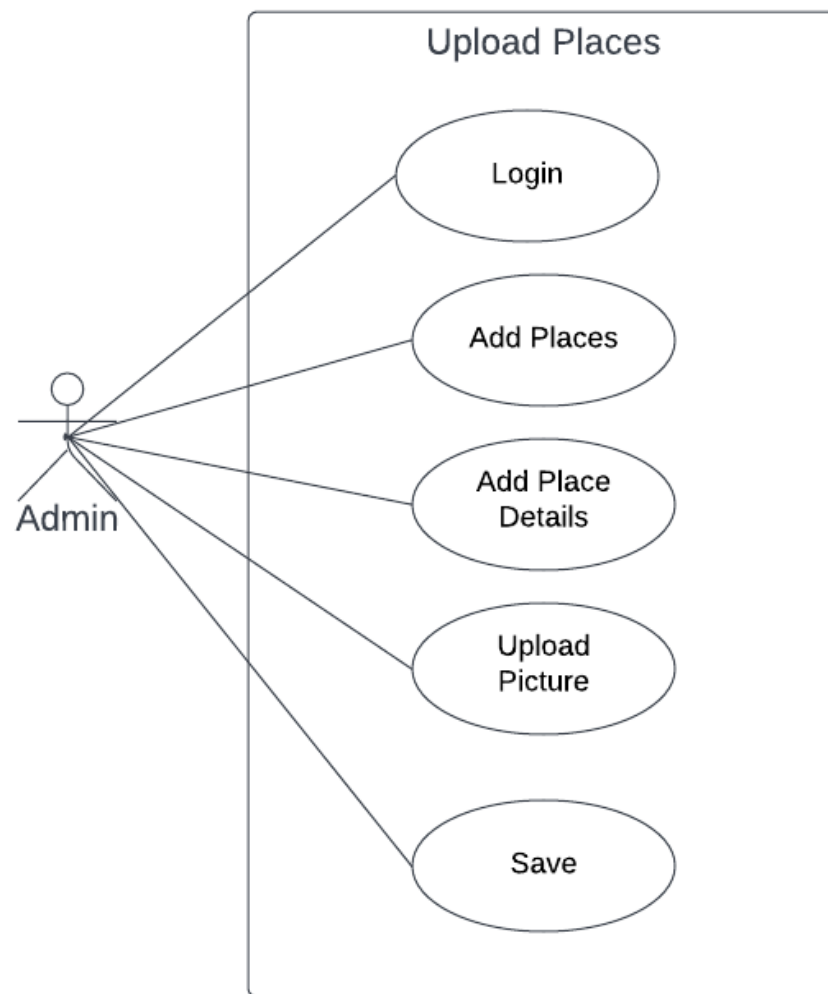 Upload Places
Login
Add Places
Admin
Add Place
Details
Upload
Picture
Save